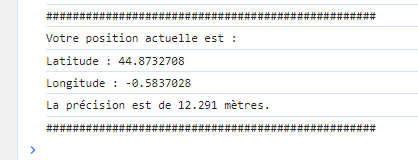 ##################################################
Votre position actuelle est :
Latitude : 44.8732708
Longitude : -0.5837028
La précision est de 12.291 mètres.
##################################################
>